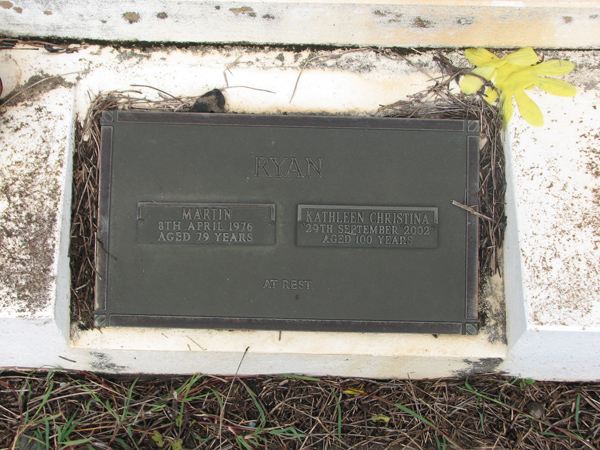 RYAN
MARTIN
8TH APRIL 1976
AGED 79 YEARS
KATHLEEN CHRISTINA
29TH SEPTEMBER 2002
AGED 100 YEARS
AT REST